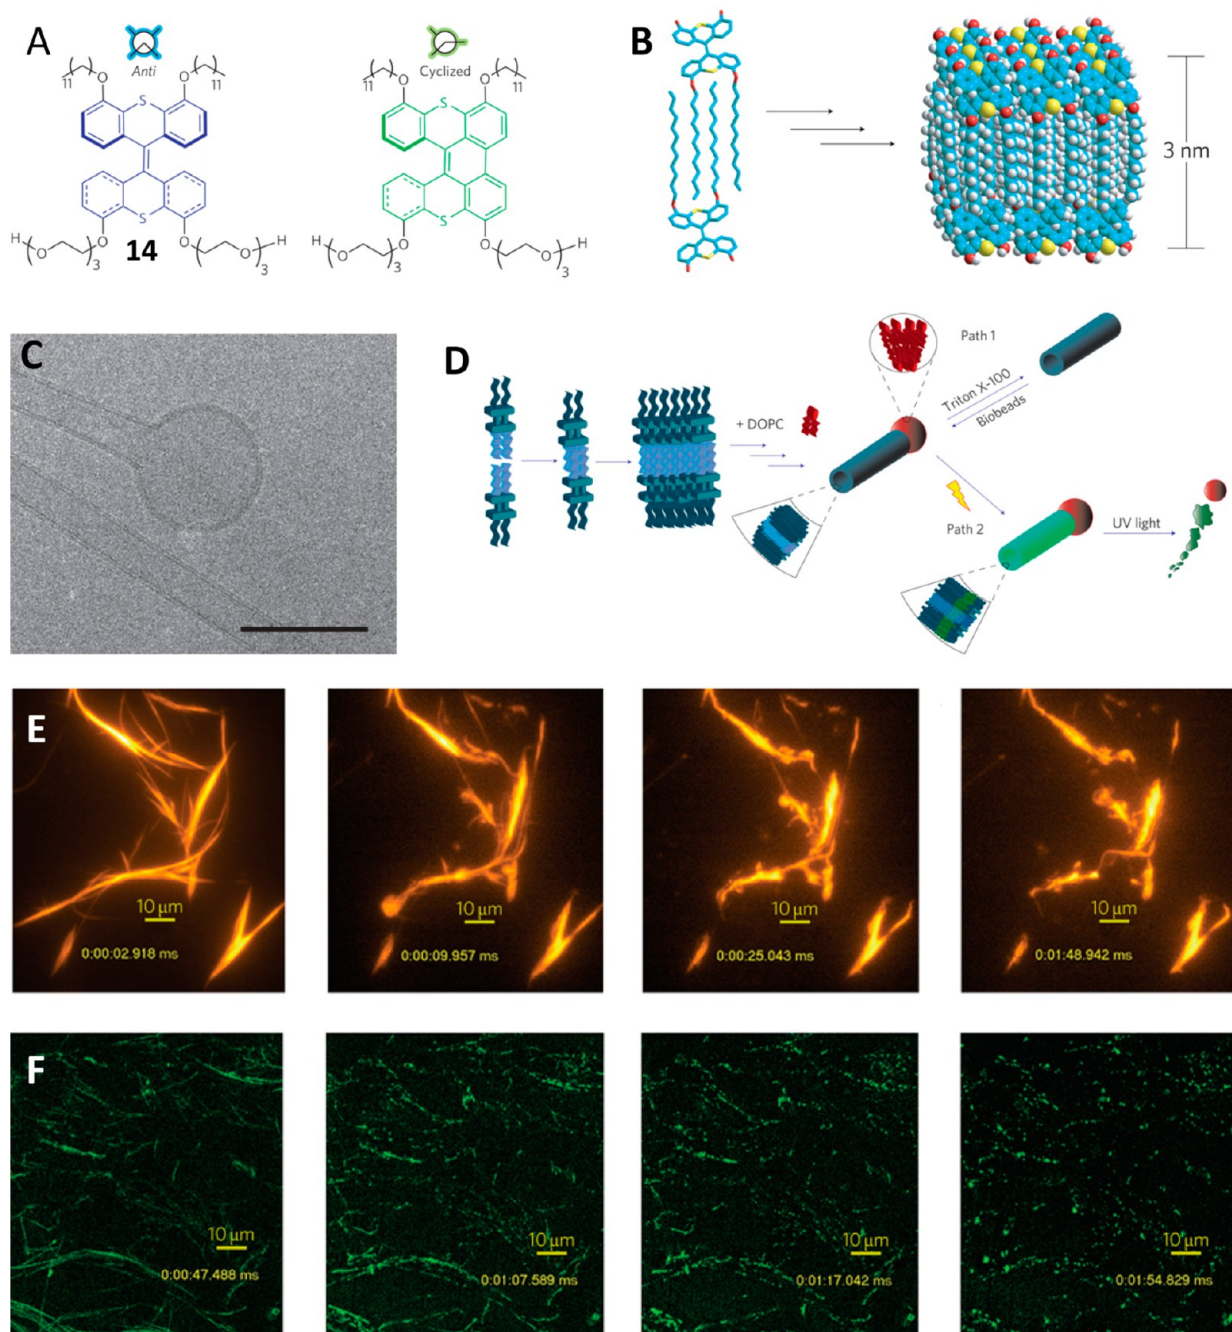 A
Anti
Cyclized
11
O
O
11
11
O
O
11
S
S
S
S
H
O
3
O
14
O
O
H
3
H
O
3
O
O
O
H
3
B
3 nm
C
D
+ DOPC
Path 1
Triton X-100
Biobeads
Path 2
UV light
E
10 µm
0:00:02.918 ms
10 µm
0:00:09.957 ms
10 µm
0:00:25.043 ms
10 µm
0:01:48.942 ms
F
10 µm
0:00:47.488 ms
10 µm
0:01:07.589 ms
10 µm
0:01:17.042 ms
10 µm
0:01:54.829 ms